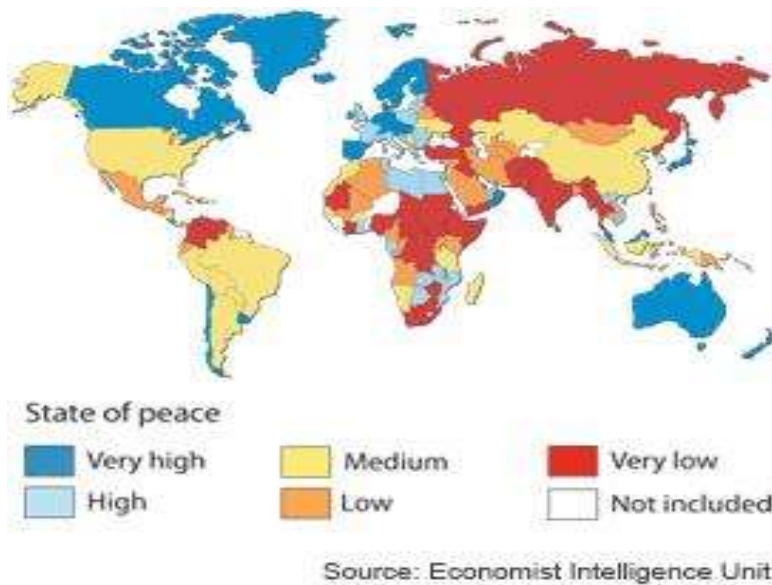 State of peace
Very high
Medium
Very low
High
Low
Not included
Source: Economist Intelligence Unit